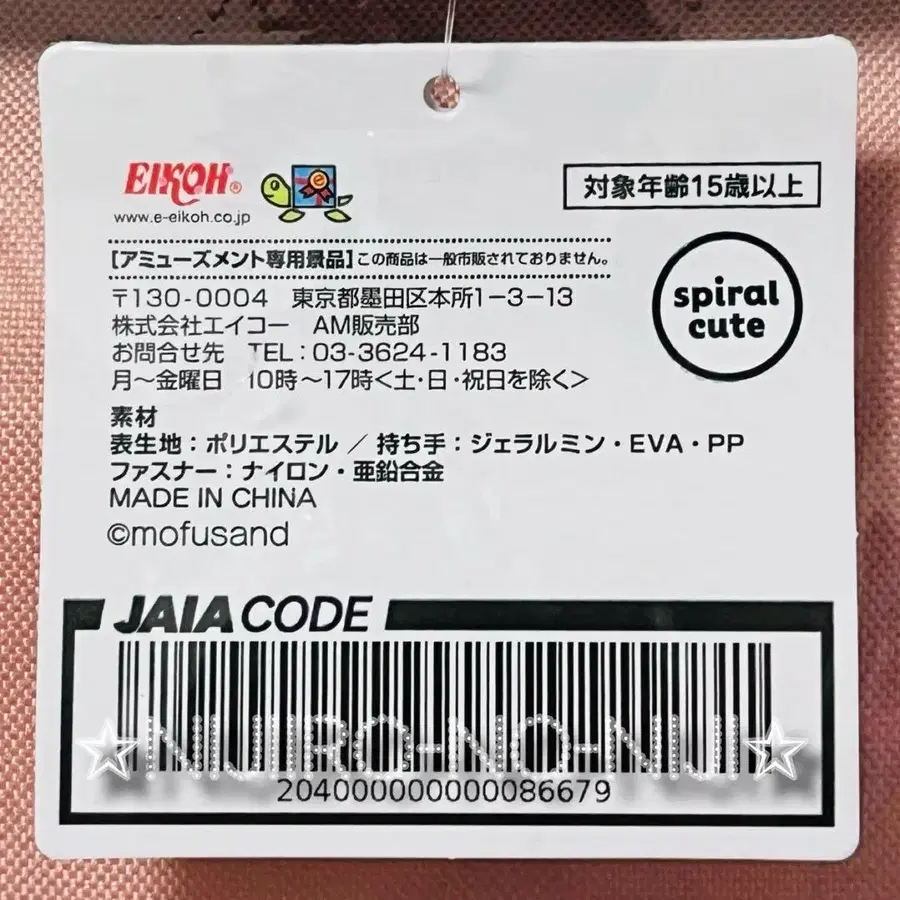 EIKOH®
www.e-eikoh.co.jp
対象年齢15歳以上
[アミューズメント専用景品]この商品は一般市販されておりません。
〒130-0004 東京都墨田区本所1-3-13
株式会社エイコー AM販売部
お問合せ先 TEL:03-3624-1183
月～金曜日 10時～17時<土・日・祝日を除く>
spiral
cute
素材
表生地:ポリエステル／持ち手:ジェラルミン・EVA・PP
ファスナー:ナイロン・亜鉛合金
MADE IN CHINA
©mofusand
JAIA CODE
☆NIJIRO-NO-NIJI☆
204000000000086679